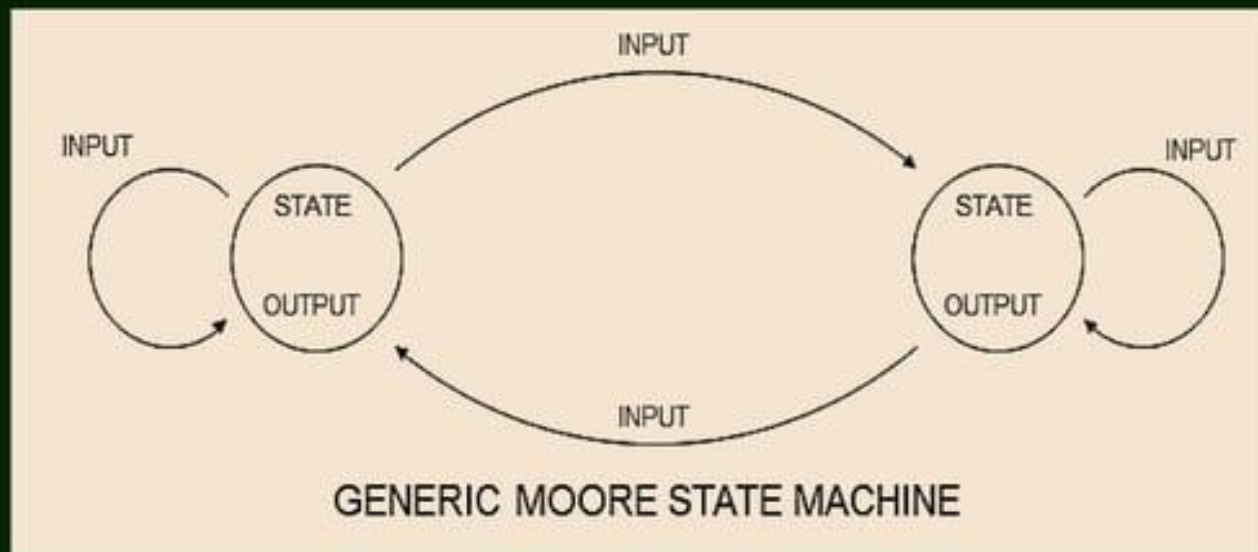 INPUT
INPUT
INPUT
STATE
STATE
OUTPUT
OUTPUT
INPUT
GENERIC MOORE STATE MACHINE